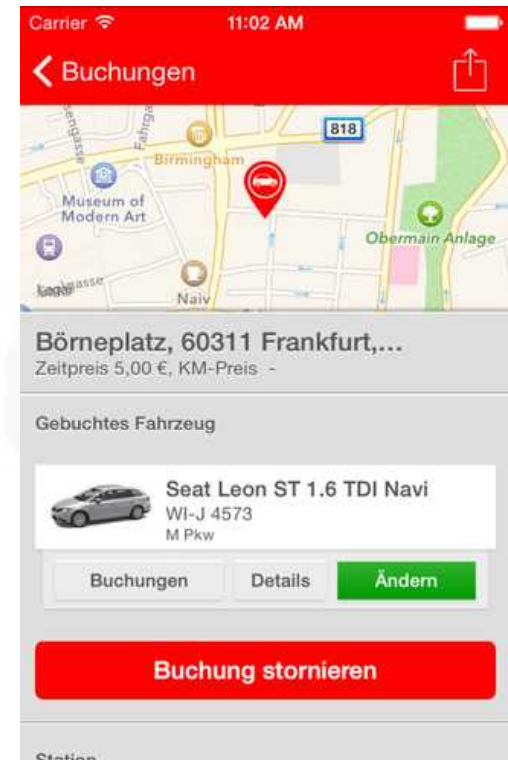 Carrier 11:02 AM
Buchungen
Fahrga
818
Birmingham
Museum of
Modern Art
Obermain Anlage
Naiv
Börneplatz, 60311 Frankfurt,...
Zeitpreis 5,00 €, KM-Preis -
Gebuchtes Fahrzeug
Seat Leon ST 1.6 TDI Navi
WI-J 4573
M Pkw
Buchungen Details Ändern
Buchung stornieren
Station